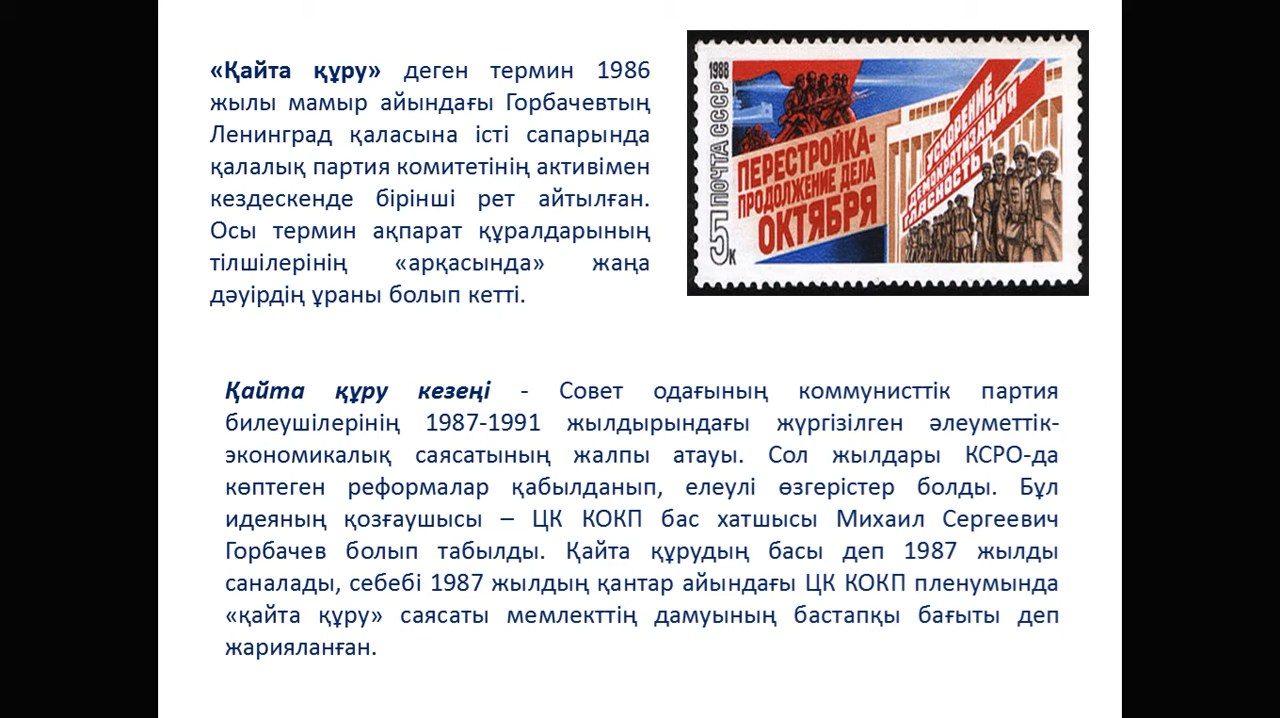 «Қайта құру» деген термин 1986
жылы мамыр айындағы Горбачевтың
Ленинград қаласына істі сапарында
қалалық партия комитетінің активімен
кездескенде бірінші рет айтылған.
Осы термин ақпарат құралдарының
тілшілерінің «арқасында» жаңа
дәуірдің ұраны болып кетті.
5к ПОЧТА СССР 1988
ПЕРЕСТРОЙКА-
ПРОДОЛЖЕНИЕ ДЕЛА
ОКТЯБРЯ
УСКОРЕНИЕ
ДЕМОКРАТИЗАЦИЯ
ГЛАСНОСТЬ
Қайта құру кезеңі - Совет одағының коммунисттік партия
билеушілерінің 1987-1991 жылдырындағы жүргізілген әлеуметтік-
экономикалық саясатының жалпы атауы. Сол жылдары КСРО-да
көптеген реформалар қабылданып, елеулі өзгерістер болды. Бұл
идеяның қозғаушысы – ЦК КОКП бас хатшысы Михаил Сергеевич
Горбачев болып табылды. Қайта құрудың басы деп 1987 жылды
саналады, себебі 1987 жылдың қантар айындағы ЦК КОКП пленумында
«қайта құру» саясаты мемлекттің дамуының бастапқы бағыты деп
жарияланған.